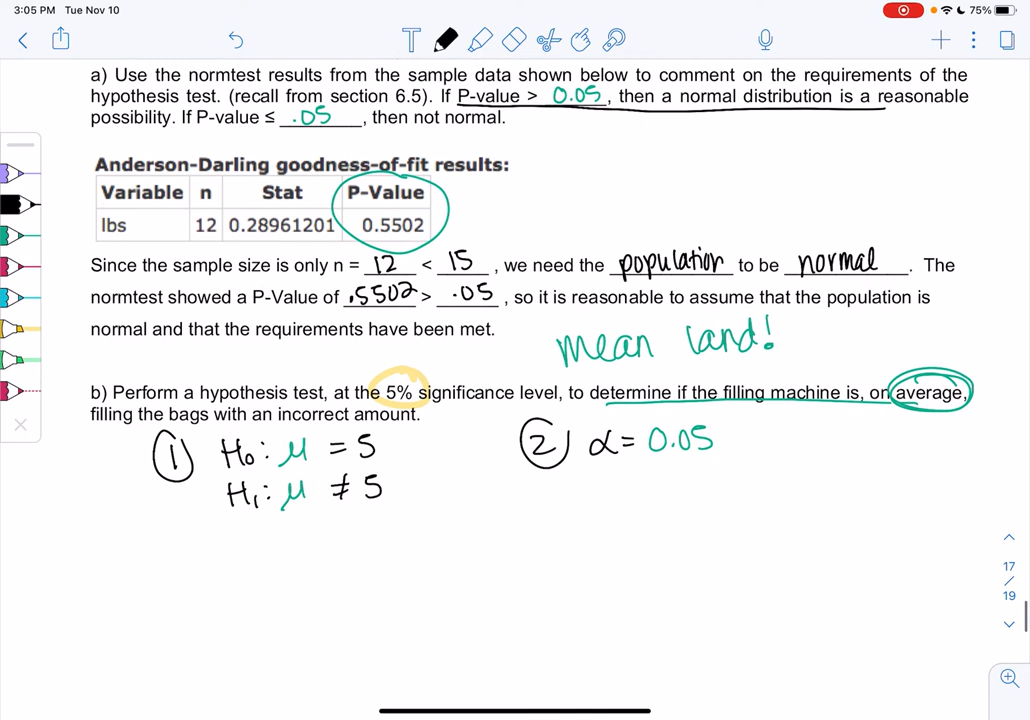 3:05 PM Tue Nov 10
75%
a) Use the normtest results from the sample data shown below to comment on the requirements of the
hypothesis test. (recall from section 6.5). If P-value > 0.05, then a normal distribution is a reasonable
possibility. If P-value ≤ .05, then not normal.
Anderson-Darling goodness-of-fit results:
Variable n Stat P-Value
lbs 12 0.28961201 0.5502
Since the sample size is only n = 12 < 15, we need the population to be normal. The
normtest showed a P-Value of .5502 > .05, so it is reasonable to assume that the population is
normal and that the requirements have been met.
mean land!
b) Perform a hypothesis test, at the 5% significance level, to determine if the filling machine is, on average,
filling the bags with an incorrect amount.
1 H₀: μ = 5
H₁: μ ≠ 5
2 α = 0.05
17
/
19